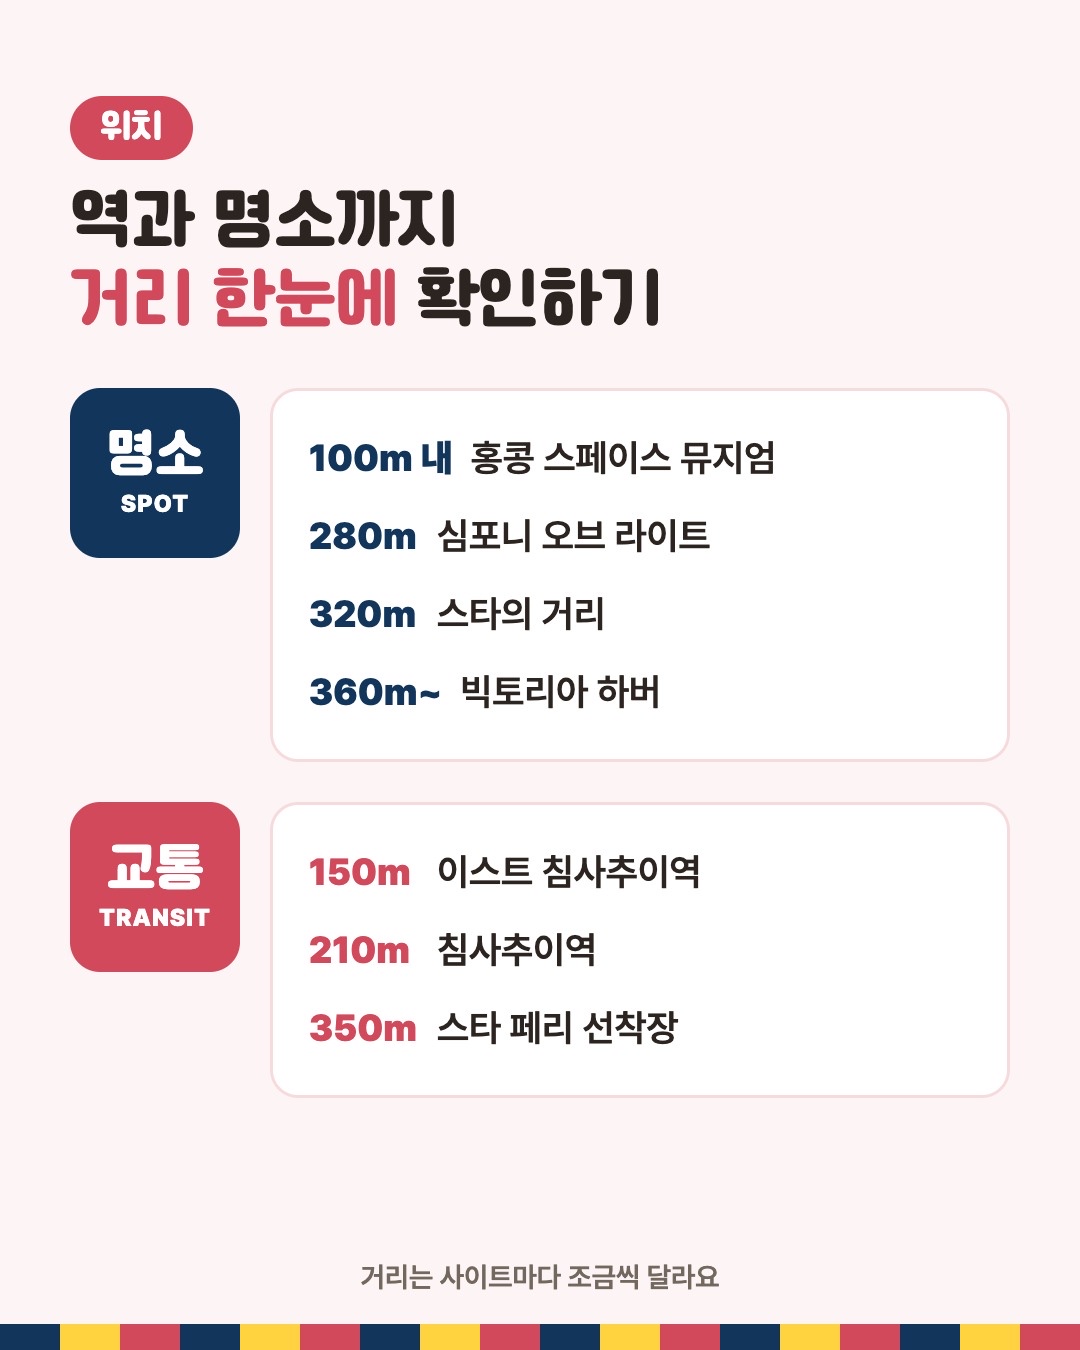 위치
역과 명소까지
거리 한눈에 확인하기
명소
SPOT
100m 내 홍콩 스페이스 뮤지엄
280m 심포니 오브 라이트
320m 스타의 거리
360m~ 빅토리아 하버
교통
TRANSIT
150m 이스트 침사추이역
210m 침사추이역
350m 스타 페리 선착장
거리는 사이트마다 조금씩 달라요